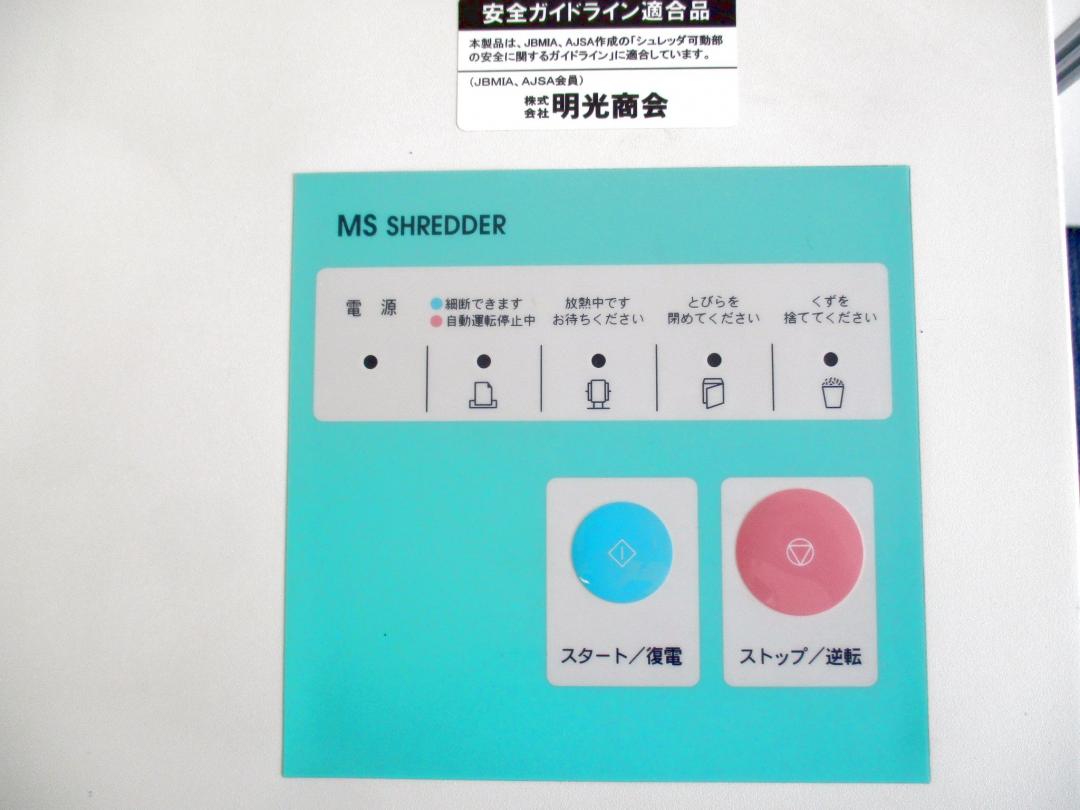 安全ガイドライン適合品
本製品は、JBMIA、AJSA作成の「シュレッダ可動部
の安全に関するガイドライン」に適合しています。
（JBMIA、AJSA会員）
株式会社 明光商会
MS SHREDDER
電 源
細断できます
自動運転停止中
放熱中です
お待ちください
とびらを
閉めてください
くずを
捨ててください
スタート／復電
ストップ／逆転